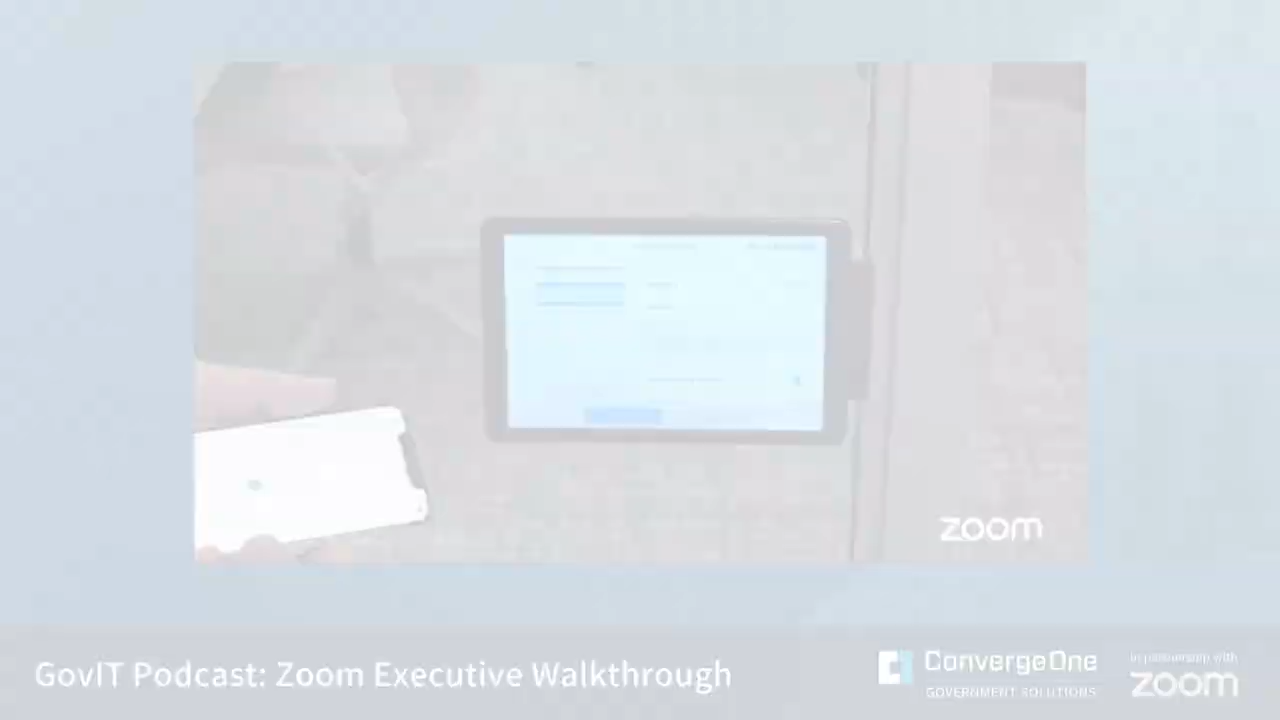 zoom
GovIT Podcast: Zoom Executive Walkthrough
ConvergeOne
GOVERNMENT SOLUTIONS
in partnership with
zoom